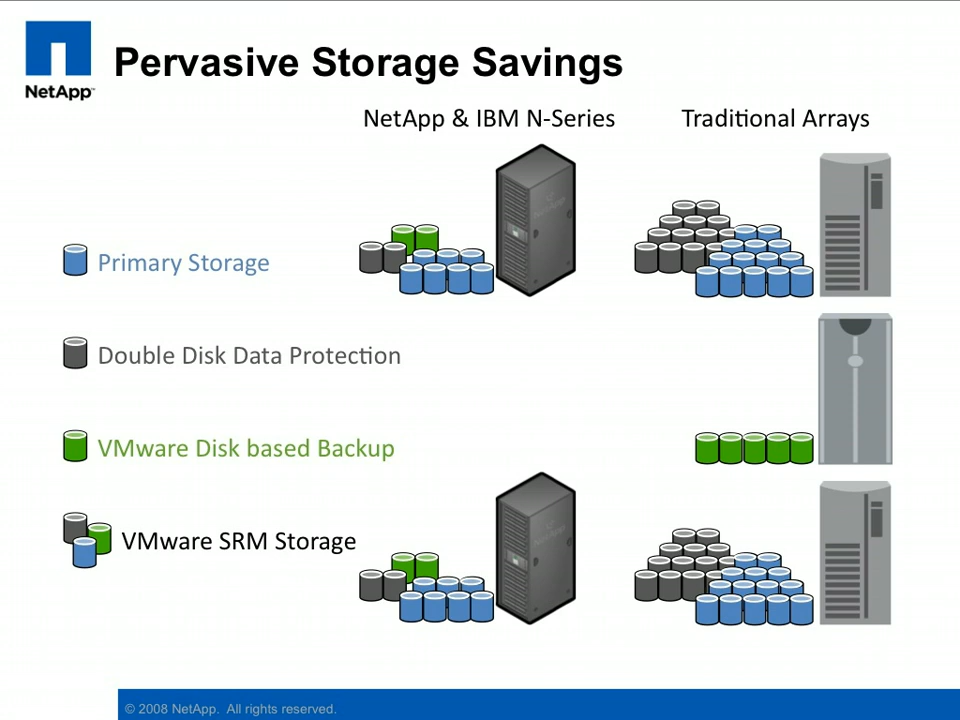 NetApp
Pervasive Storage Savings
NetApp & IBM N-Series
Traditional Arrays
NetApp
Primary Storage
Double Disk Data Protection
VMware Disk based Backup
VMware SRM Storage
© 2008 NetApp. All rights reserved.